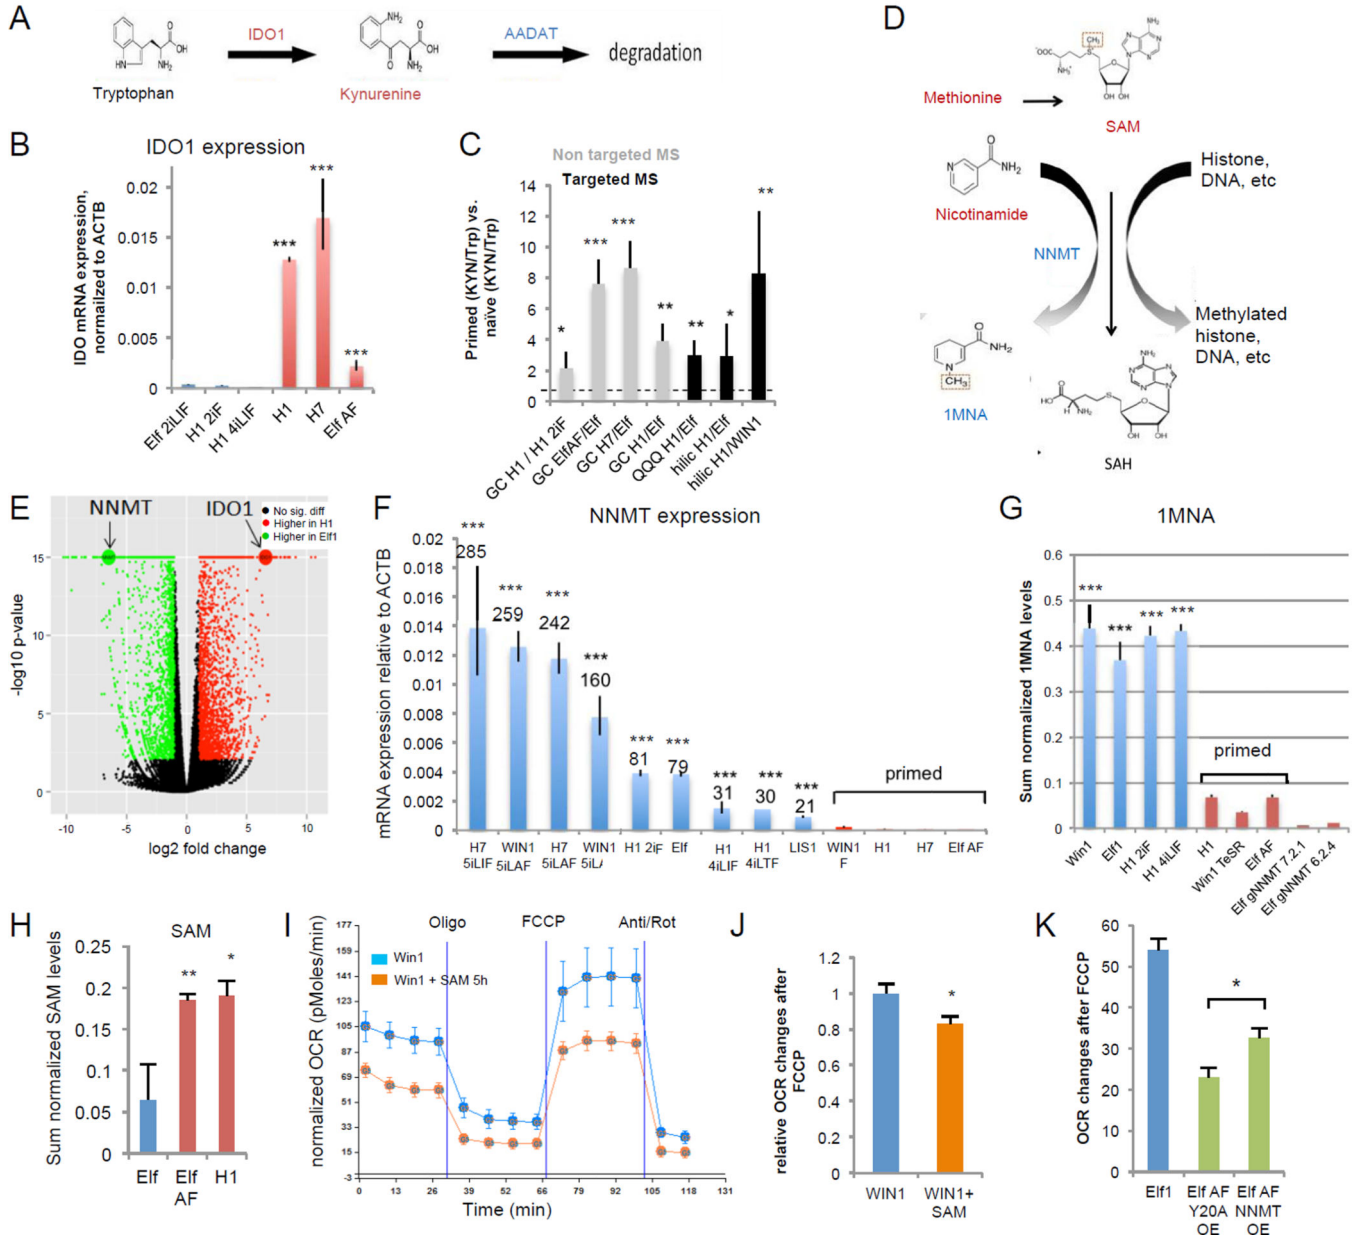 A
IDO1
AADAT
degradation
Tryptophan
Kynurenine
NH
NH₂
OH
O
NH₂
O
O
OH
NH₂
B
IDO1 expression
IDO mRNA expression,
normalized to ACTB
0.02
0.015
0.01
0.005
0
***
***
***
Elf 2iLIF
H1 2iF
H1 4iLIF
H1
H7
Elf AF
C
Non targeted MS
Targeted MS
Primed (KYN/Trp) vs.
naïve (KYN/Trp)
14
12
10
8
6
4
2
0
*
***
***
**
**
*
**
GC H1 / H1 2iF
GC ElfAF/Elf
GC H7/Elf
GC H1/Elf
QQQ H1/Elf
hilic H1/Elf
hilic H1/WIN1
D
Methionine
SAM
Nicotinamide
Histone,
DNA, etc
NNMT
Methylated
histone,
DNA, etc
1MNA
SAH
E
NNMT
IDO1
No sig. diff
Higher in H1
Higher in Elf1
-log10 p-value
15
10
5
0
-10
-5
0
5
10
log2 fold change
F
NNMT expression
mRNA expression relative to ACTB
0.02
0.018
0.016
0.014
0.012
0.01
0.008
0.006
0.004
0.002
0
***
285
***
259
***
242
***
160
***
81
***
79
***
31
***
30
***
21
primed
H7
5iLIF
WIN1
5iLAF
H7
5iLAF
WIN1
5iLA
H1 2iF
Elf
H1
4iLIF
H1
4iLTF
LIS1
WIN1
F
H1
H7
Elf AF
G
1MNA
Sum normalized 1MNA levels
0.6
0.5
0.4
0.3
0.2
0.1
0
***
***
***
***
primed
Win1
Elf1
H1 2iF
H1 4iLIF
H1
Win1 TeSR
Elf AF
Elf gNNMT 7.2.1
Elf gNNMT 6.2.4
H
SAM
Sum normalized SAM levels
0.25
0.2
0.15
0.1
0.05
0
**
*
Elf
Elf
AF
H1
I
Oligo
FCCP
Anti/Rot
Win1
Win1 + SAM 5h
normalized OCR (pMoles/min)
177
159
141
123
105
87
69
51
33
15
-3
0
13
26
39
52
66
79
92
105
118
131
Time (min)
J
relative OCR changes after
FCCP
1.2
1
0.8
0.6
0.4
0.2
0
*
WIN1
WIN1+
SAM
K
OCR changes after FCCP
60
50
40
30
20
10
0
*
Elf1
Elf AF
Y20A
OE
Elf AF
NNMT
OE